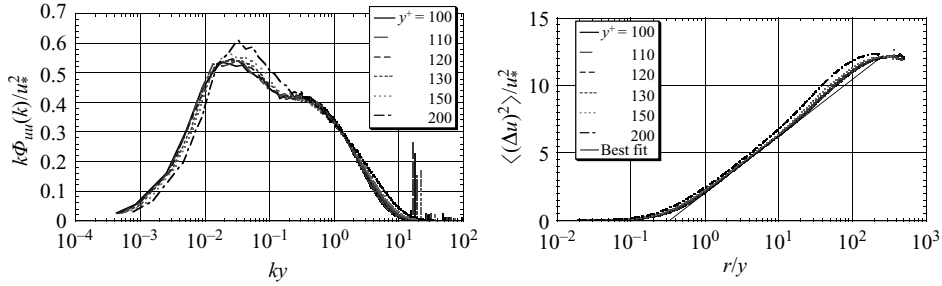 0.7
0.6
0.5
0.4
0.3
0.2
0.1
0
kΦuu(k)/u*²
10⁻⁴ 10⁻³ 10⁻² 10⁻¹ 10⁰ 10¹ 10²
ky
y⁺ = 100
110
120
130
150
200
15
10
5
0
⟨(Δu)²⟩/u*²
10⁻² 10⁻¹ 10⁰ 10¹ 10² 10³
r/y
y⁺ = 100
110
120
130
150
200
Best fit